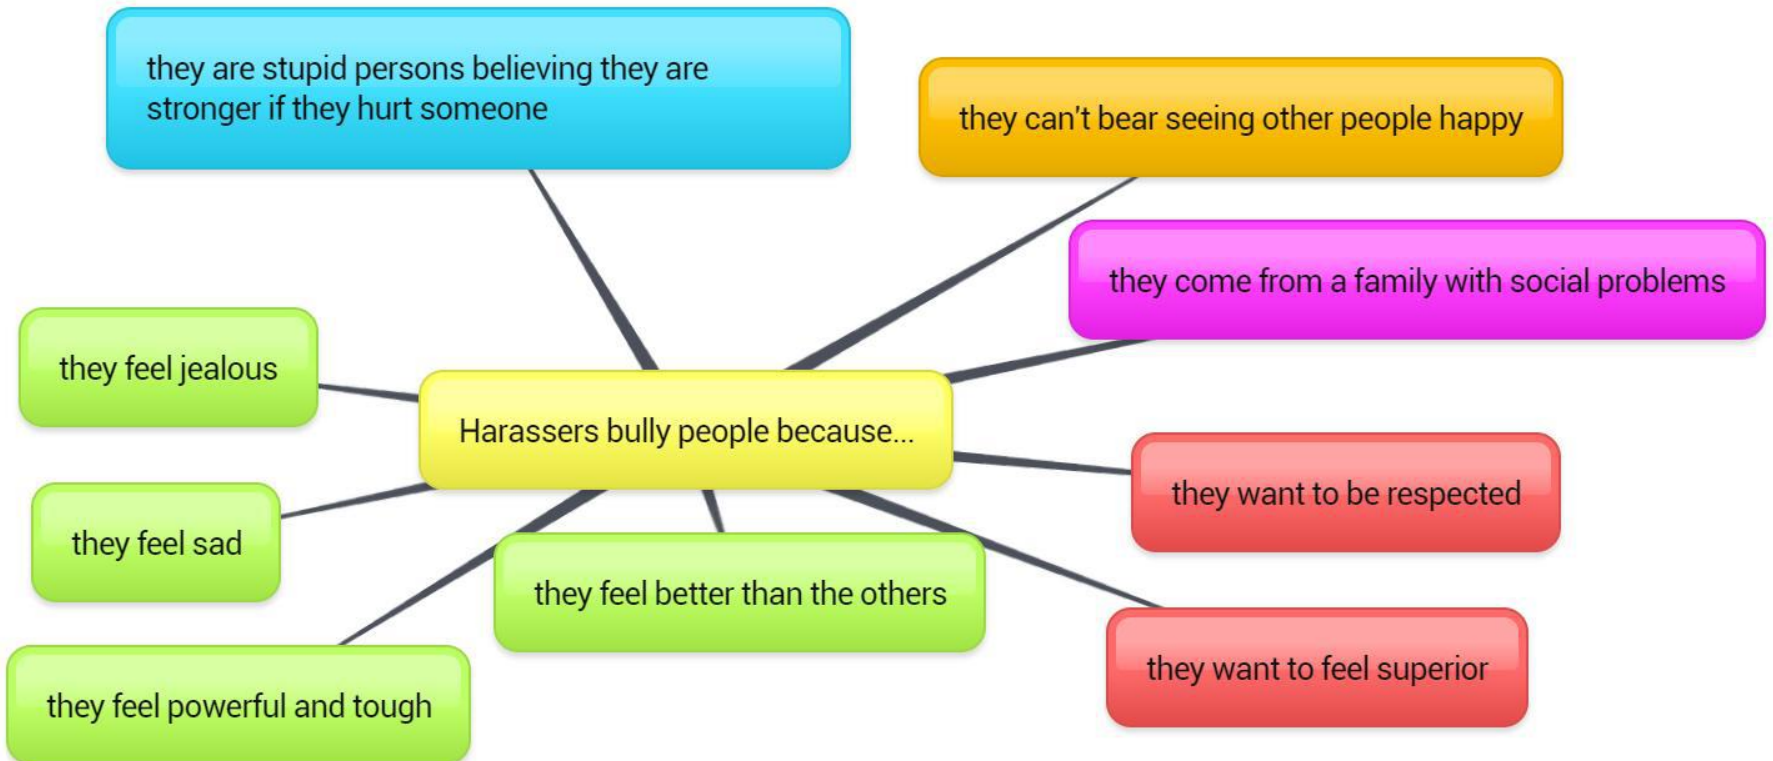 they are stupid persons believing they are
stronger if they hurt someone
they can't bear seeing other people happy
they come from a family with social problems
they feel jealous
Harassers bully people because...
they want to be respected
they feel sad
they feel better than the others
they want to feel superior
they feel powerful and tough